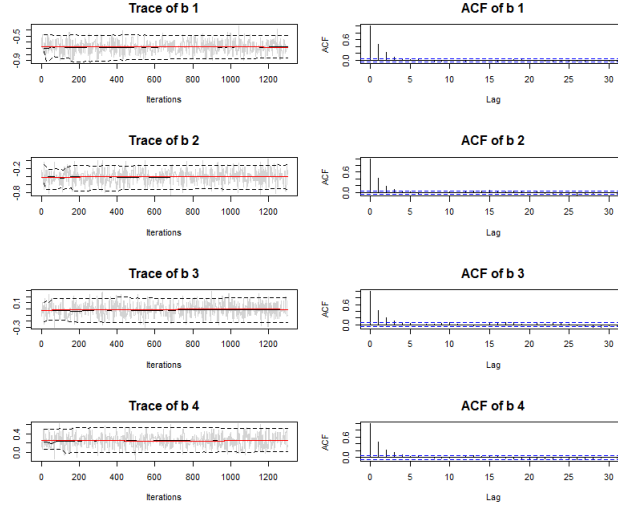 Trace of b 1
-0.9 -0.5
0 200 400 600 800 1000 1200
Iterations
ACF of b 1
ACF
0.0 0.6
0 5 10 15 20 25 30
Lag
Trace of b 2
-0.8 -0.2
0 200 400 600 800 1000 1200
Iterations
ACF of b 2
ACF
0.0 0.6
0 5 10 15 20 25 30
Lag
Trace of b 3
-0.3 0.1
0 200 400 600 800 1000 1200
Iterations
ACF of b 3
ACF
0.0 0.6
0 5 10 15 20 25 30
Lag
Trace of b 4
0.0 0.4
0 200 400 600 800 1000 1200
Iterations
ACF of b 4
ACF
0.0 0.6
0 5 10 15 20 25 30
Lag